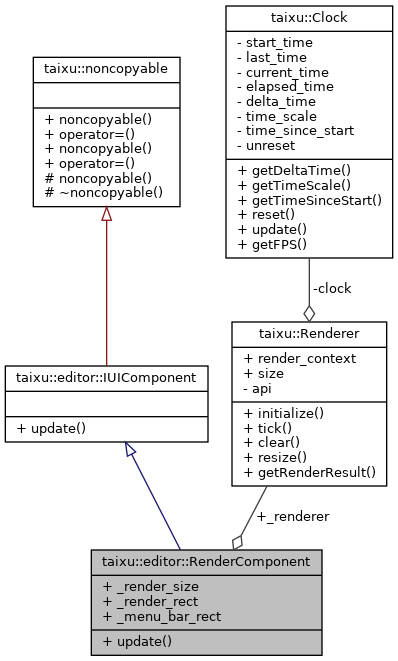 taixu::Clock
- start_time
- last_time
- current_time
- elapsed_time
- delta_time
- time_scale
- time_since_start
- unreset
+ getDeltaTime()
+ getTimeScale()
+ getTimeSinceStart()
+ reset()
+ update()
+ getFPS()
taixu::noncopyable
+ noncopyable()
+ operator=()
+ noncopyable()
+ operator=()
# noncopyable()
# ~noncopyable()
-clock
taixu::Renderer
+ render_context
+ size
- api
+ initialize()
+ tick()
+ clear()
+ resize()
+ getRenderResult()
taixu::editor::IUIComponent
+ update()
+_renderer
taixu::editor::RenderComponent
+ _render_size
+ _render_rect
+ _menu_bar_rect
+ update()